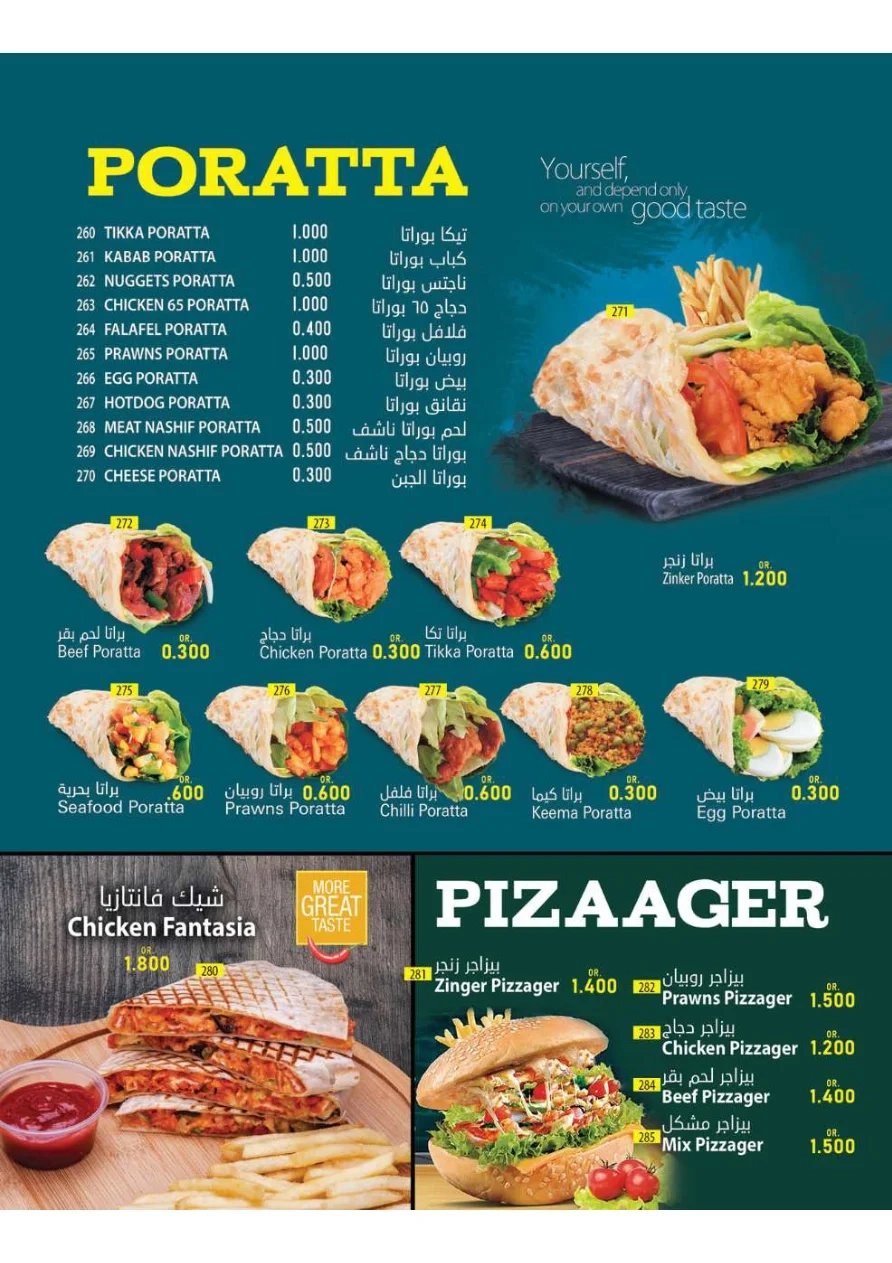 PORATTA
Yourself,
and depend only
on your own good taste
260 TIKKA PORATTA 1.000 تيكا بوراتا
261 KABAB PORATTA 1.000 كباب بوراتا
262 NUGGETS PORATTA 0.500 ناجتس بوراتا
263 CHICKEN 65 PORATTA 1.000 دجاج ٦٥ بوراتا
264 FALAFEL PORATTA 0.400 فلافل بوراتا
265 PRAWNS PORATTA 1.000 روبيان بوراتا
266 EGG PORATTA 0.300 بيض بوراتا
267 HOTDOG PORATTA 0.300 نقانق بوراتا
268 MEAT NASHIF PORATTA 0.500 لحم بوراتا ناشف
269 CHICKEN NASHIF PORATTA 0.500 بوراتا دجاج ناشف
270 CHEESE PORATTA 0.300 بوراتا الجبن
271
براتا زنجر
Zinker Poratta OR. 1.200
272
براتا لحم بقر
Beef Poratta OR. 0.300
273
براتا دجاج
Chicken Poratta OR. 0.300
274
براتا تكا
Tikka Poratta OR. 0.600
275
براتا بحرية OR. .600
Seafood Poratta
276
براتا روبيان OR. 0.600
Prawns Poratta
277
براتا فلفل OR. 0.600
Chilli Poratta
278
براتا كيما OR. 0.300
Keema Poratta
279
براتا بيض OR. 0.300
Egg Poratta
شيك فانتازيا
Chicken Fantasia
OR.
1.800
280
MORE
GREAT
TASTE
PIZAAGER
281 بيزاجر زنجر
Zinger Pizzager OR. 1.400
282 بيزاجر روبيان
Prawns Pizzager OR. 1.500
283 بيزاجر دجاج
Chicken Pizzager OR. 1.200
284 بيزاجر لحم بقر
Beef Pizzager OR. 1.400
285 بيزاجر مشكل
Mix Pizzager OR. 1.500